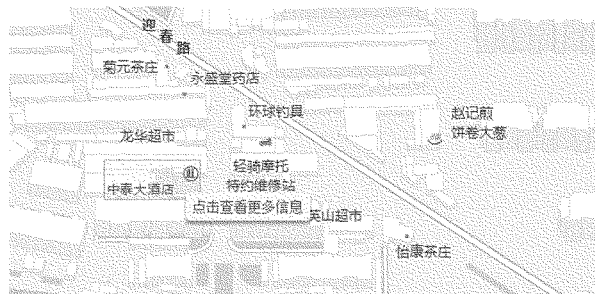 迎春路
菊元茶庄
永盛堂药店
环球钓具
赵记煎
饼卷大葱
龙华超市
轻骑摩托
特约维修站
中泰大酒店
点击查看更多信息
英山超市
怡康茶庄